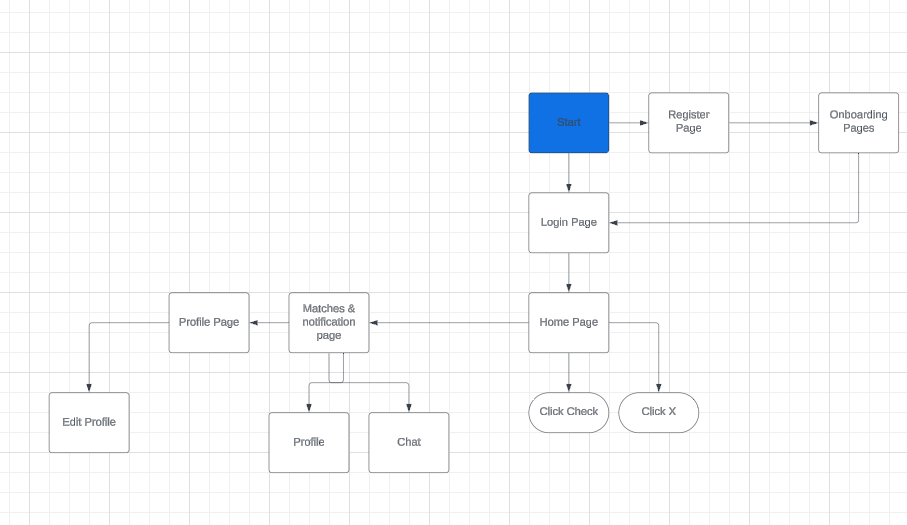 Start
Register
Page
Onboarding
Pages
Login Page
Profile Page
Matches &
notification
page
Home Page
Edit Profile
Profile
Chat
Click Check
Click X